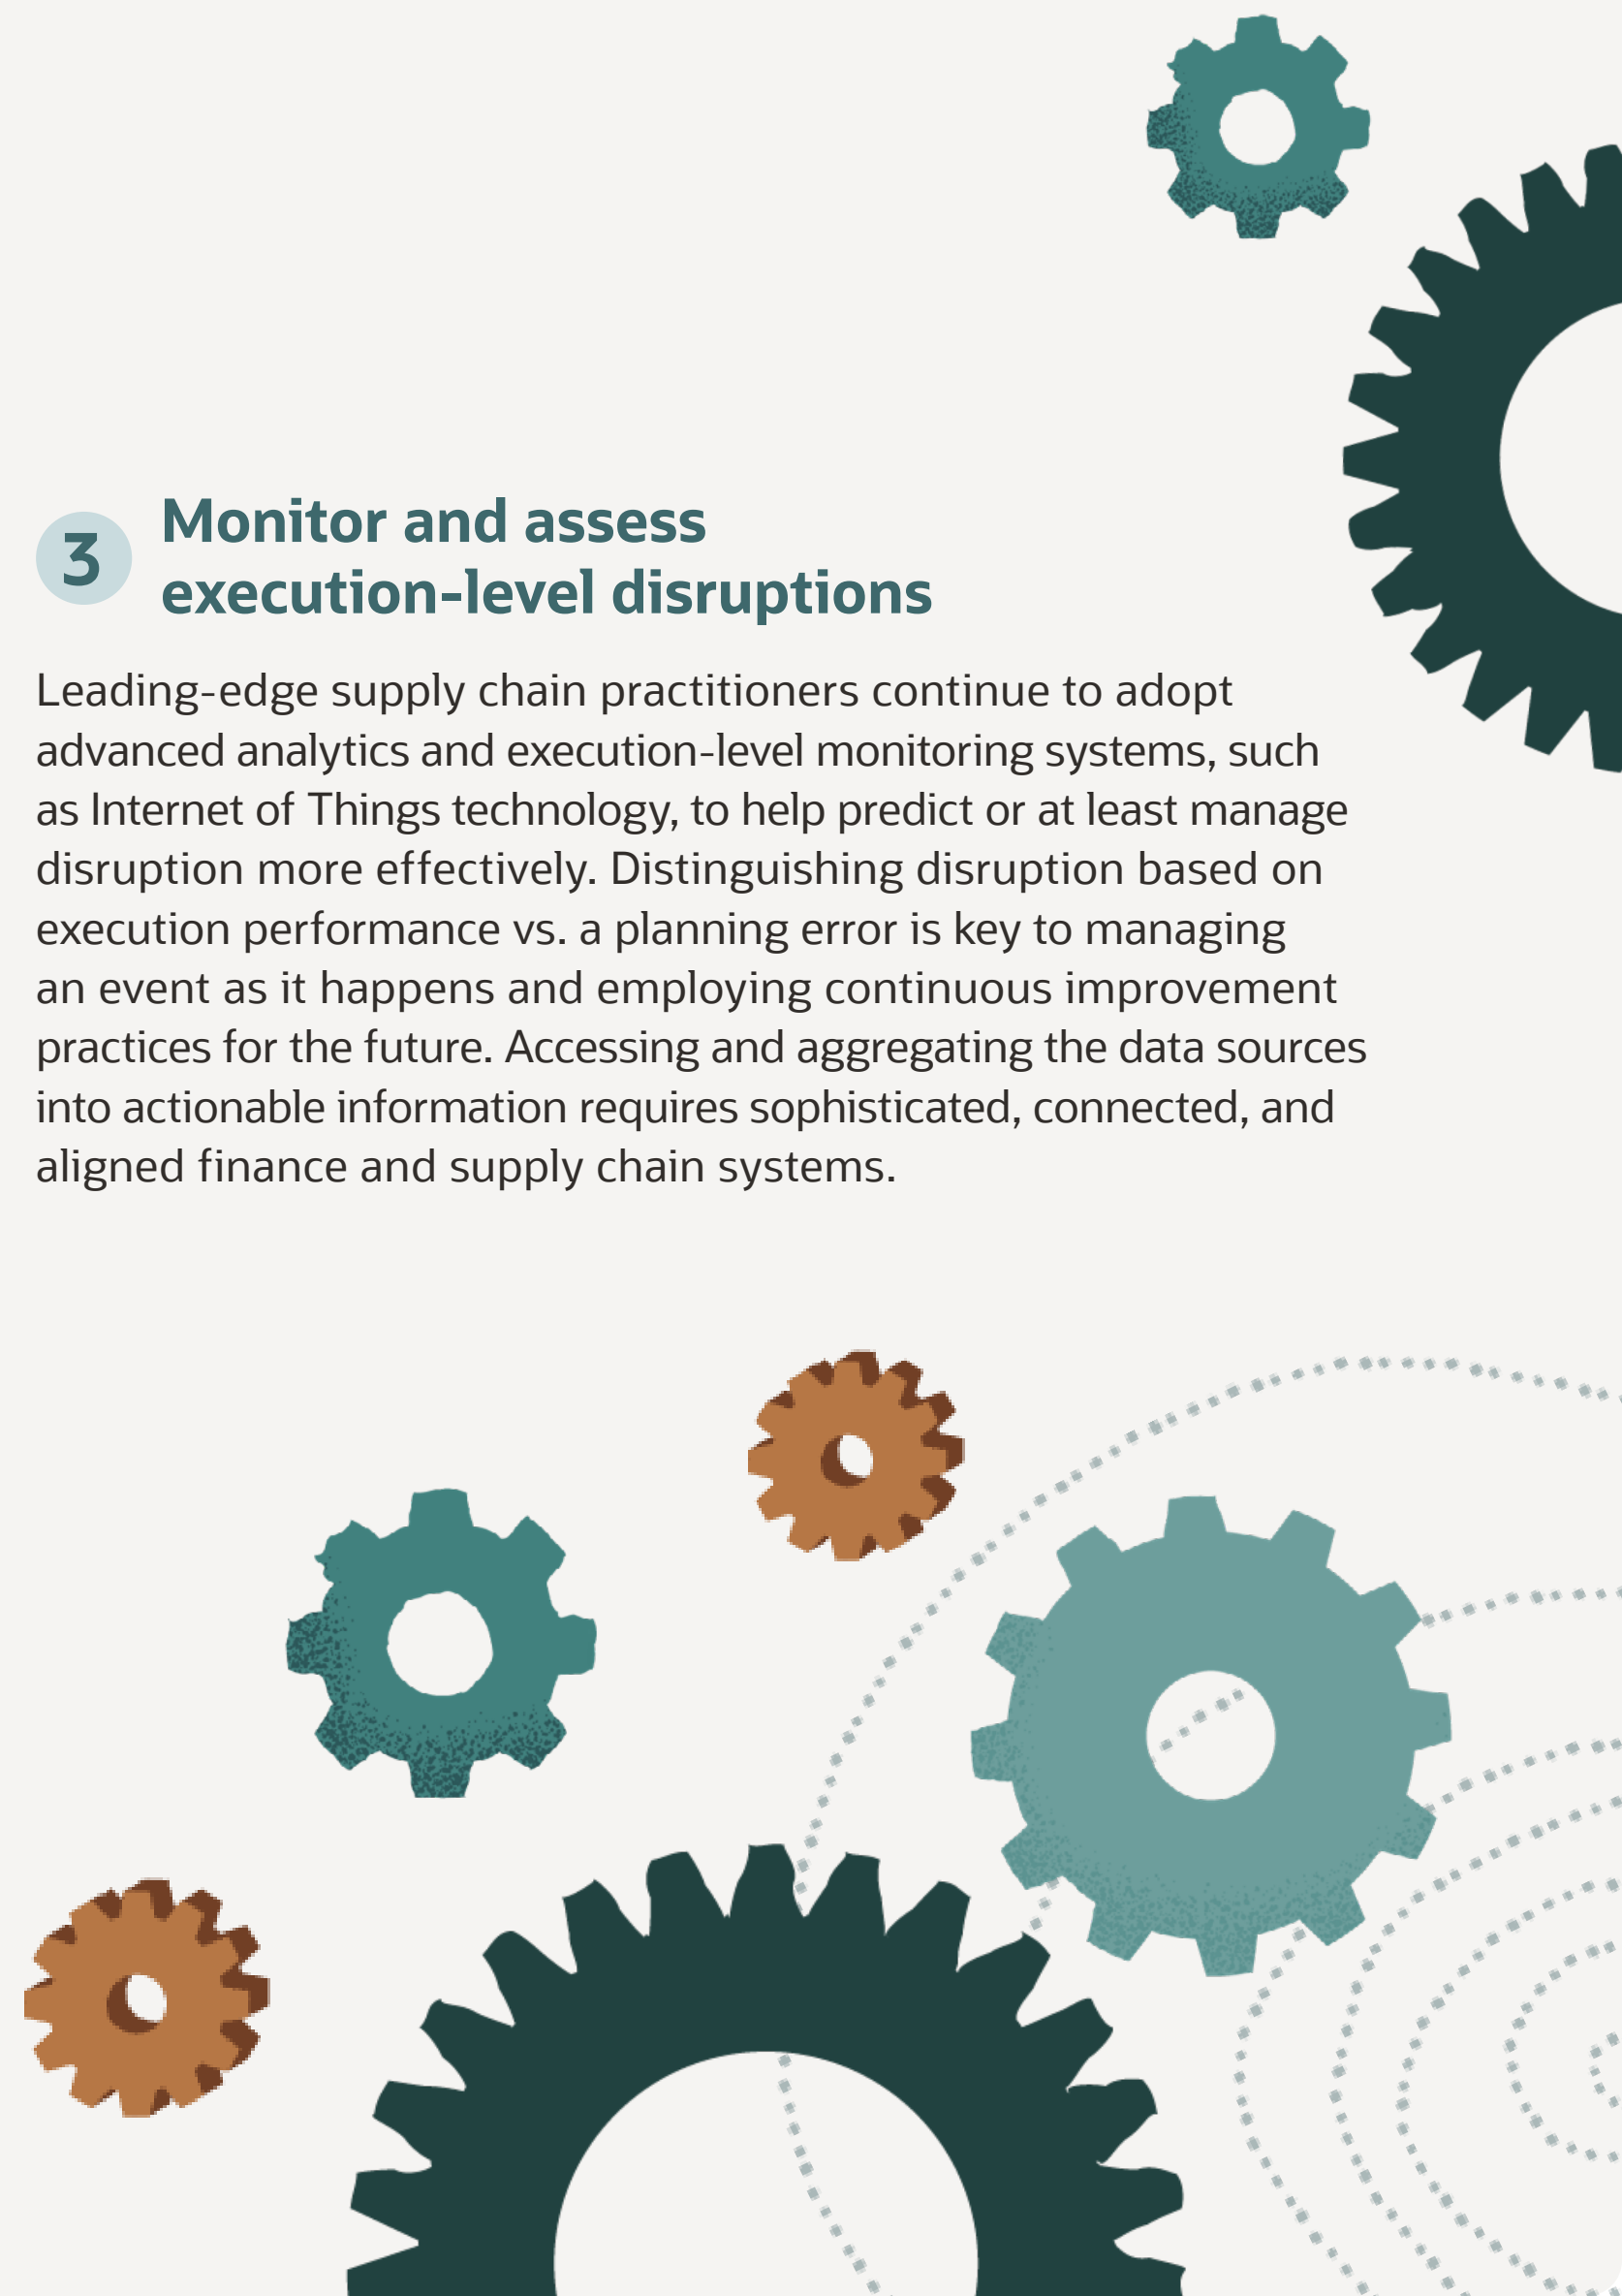 3
Monitor and assess
execution-level disruptions
Leading-edge supply chain practitioners continue to adopt
advanced analytics and execution-level monitoring systems, such
as Internet of Things technology, to help predict or at least manage
disruption more effectively. Distinguishing disruption based on
execution performance vs. a planning error is key to managing
an event as it happens and employing continuous improvement
practices for the future. Accessing and aggregating the data sources
into actionable information requires sophisticated, connected, and
aligned finance and supply chain systems.